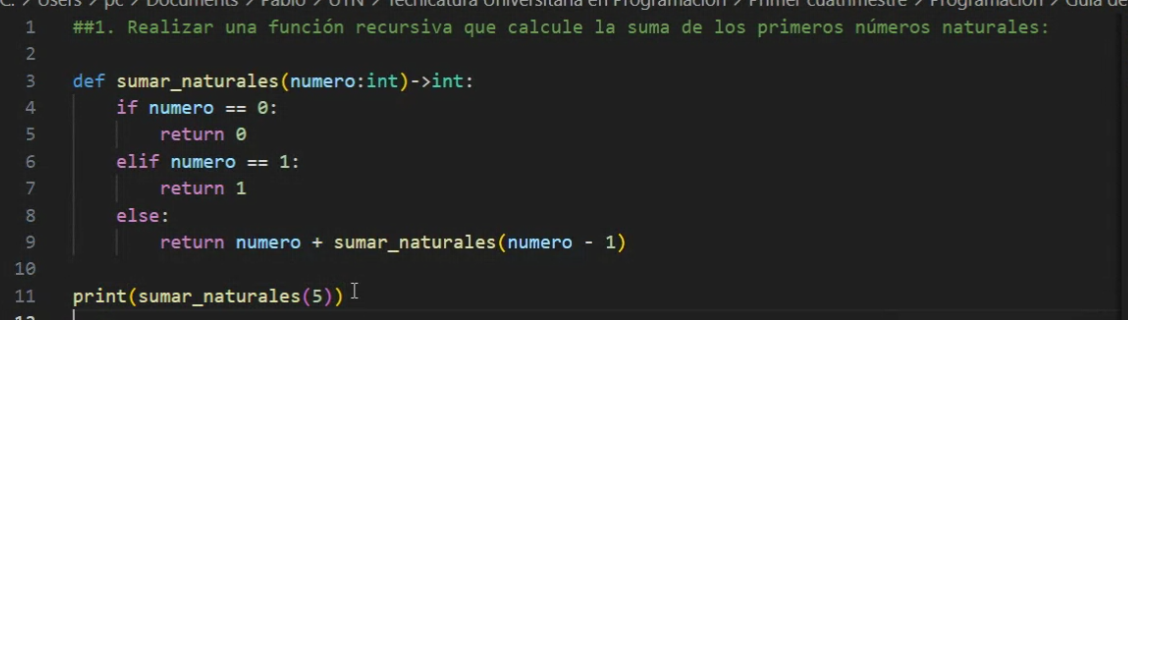 C: > Users > pc > Documents > Pablo > UTN > Tecnicatura Universitaria en Programación > Primer cuatrimestre > Programación > Guía de
1 ##1. Realizar una función recursiva que calcule la suma de los primeros números naturales:
2
3 def sumar_naturales(numero:int)->int:
4 if numero == 0:
5 return 0
6 elif numero == 1:
7 return 1
8 else:
9 return numero + sumar_naturales(numero - 1)
10
11 print(sumar_naturales(5))
12